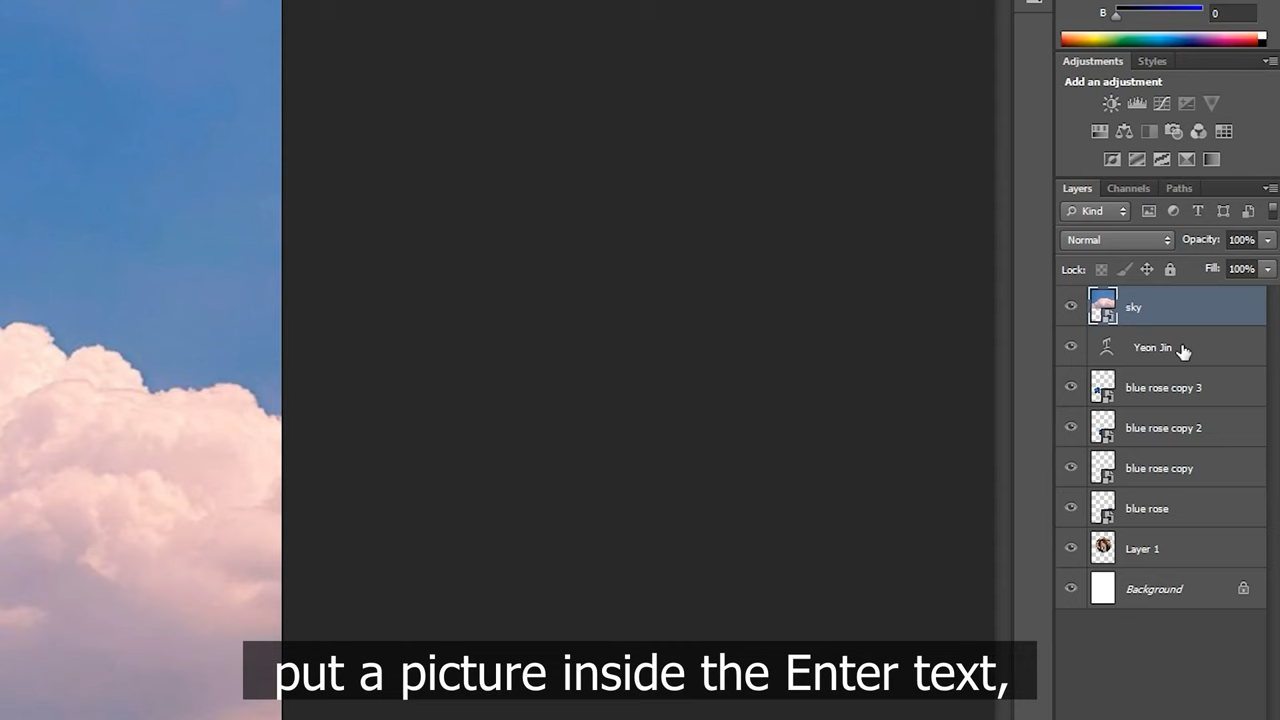 B 0
Adjustments Styles
Add an adjustment
Layers Channels Paths
Kind T
Normal Opacity: 100%
Lock: Fill: 100%
sky
Yeon Jin
blue rose copy 3
blue rose copy 2
blue rose copy
blue rose
Layer 1
Background
put a picture inside the Enter text,